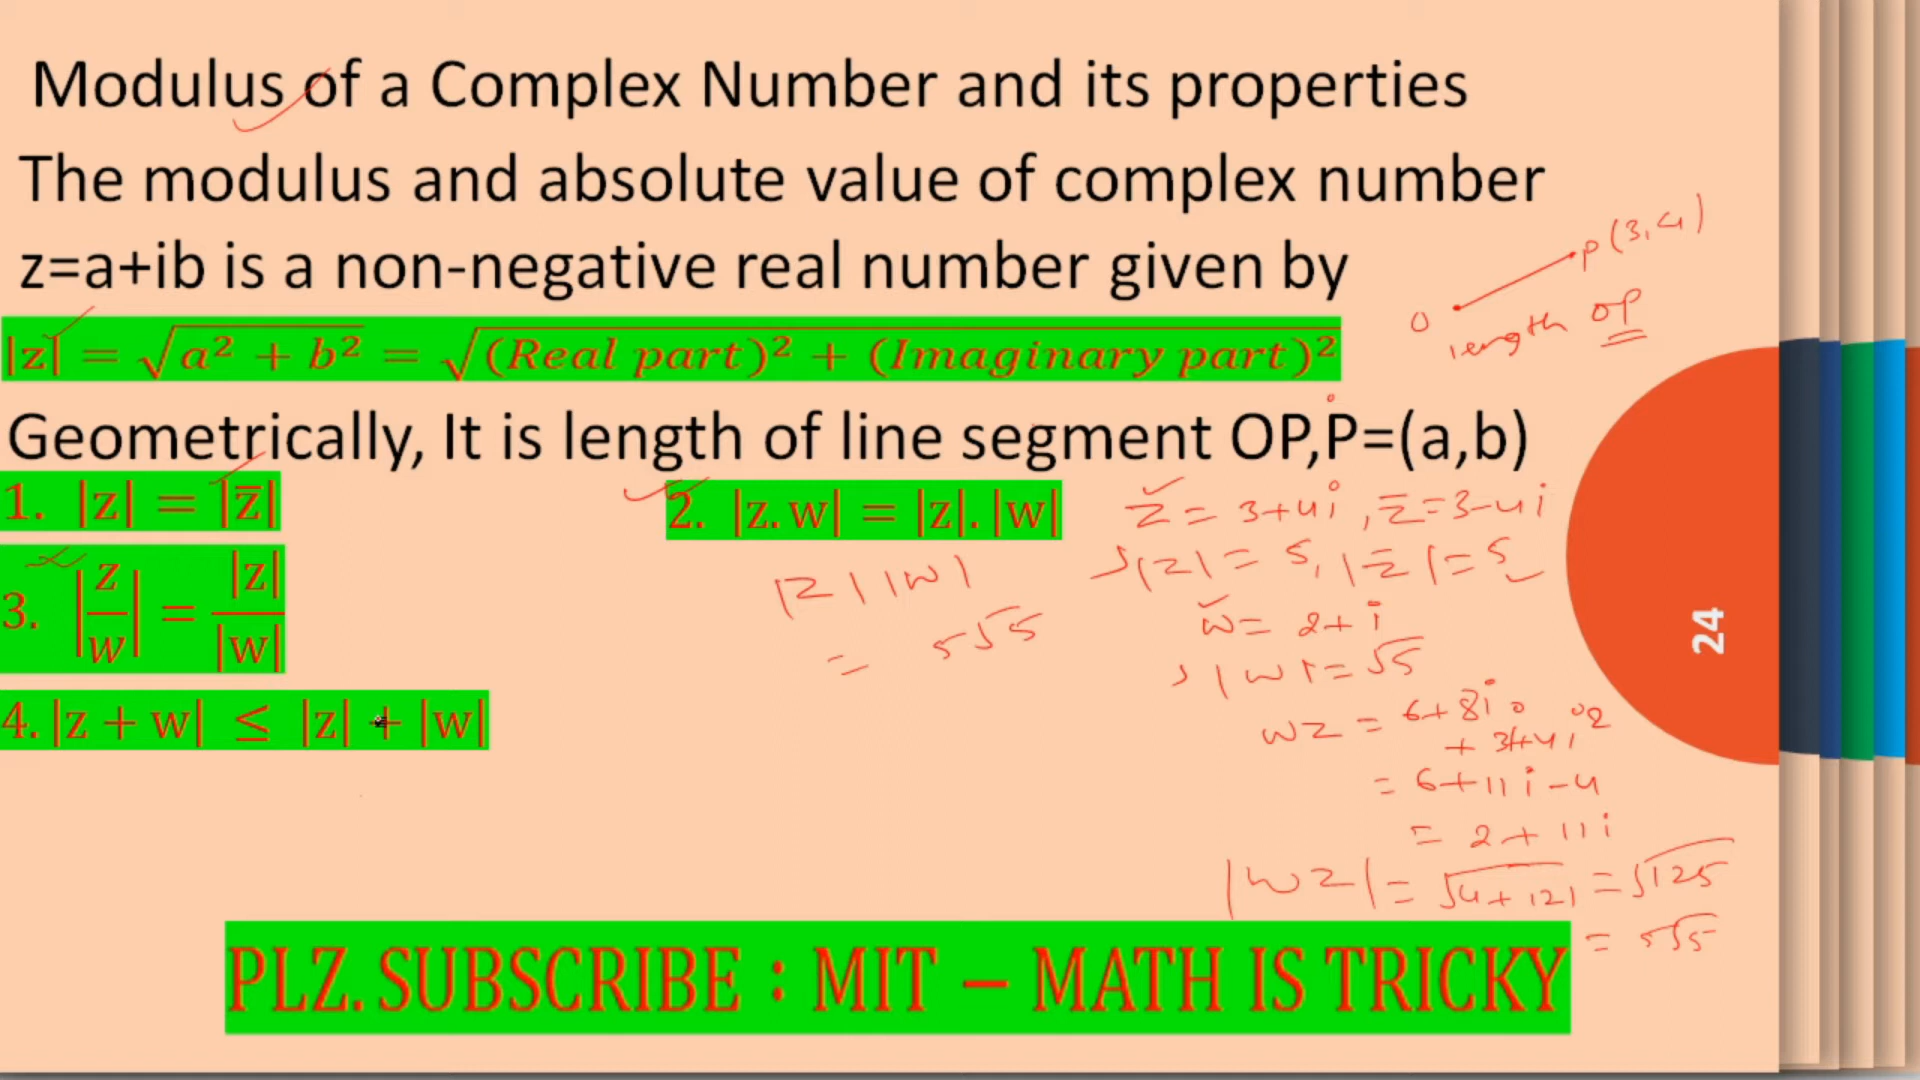 Modulus of a Complex Number and its properties
The modulus and absolute value of complex number
z=a+ib is a non-negative real number given by
|z| = √(a² + b²) = √((Real part)² + (Imaginary part)²)
P(3,4)
O
length OP
Geometrically, It is length of line segment OP,P=(a,b)
1. |z| = |z̅|
2. |z.w| = |z|.|w|
3. |z/w| = |z|/|w|
4.|z + w| ≤ |z| + |w|
|z| |w|
= 5√5
z = 3+4i, z̅=3-4i
|z| = 5, |z̅| = 5
w = 2+i
|w| = √5
wz = 6+8i
+ 3i+4i²
= 6+11i-4
= 2+11i
|wz| = √(4+121) = √125
= 5√5
24
PLZ. SUBSCRIBE : MIT – MATH IS TRICKY